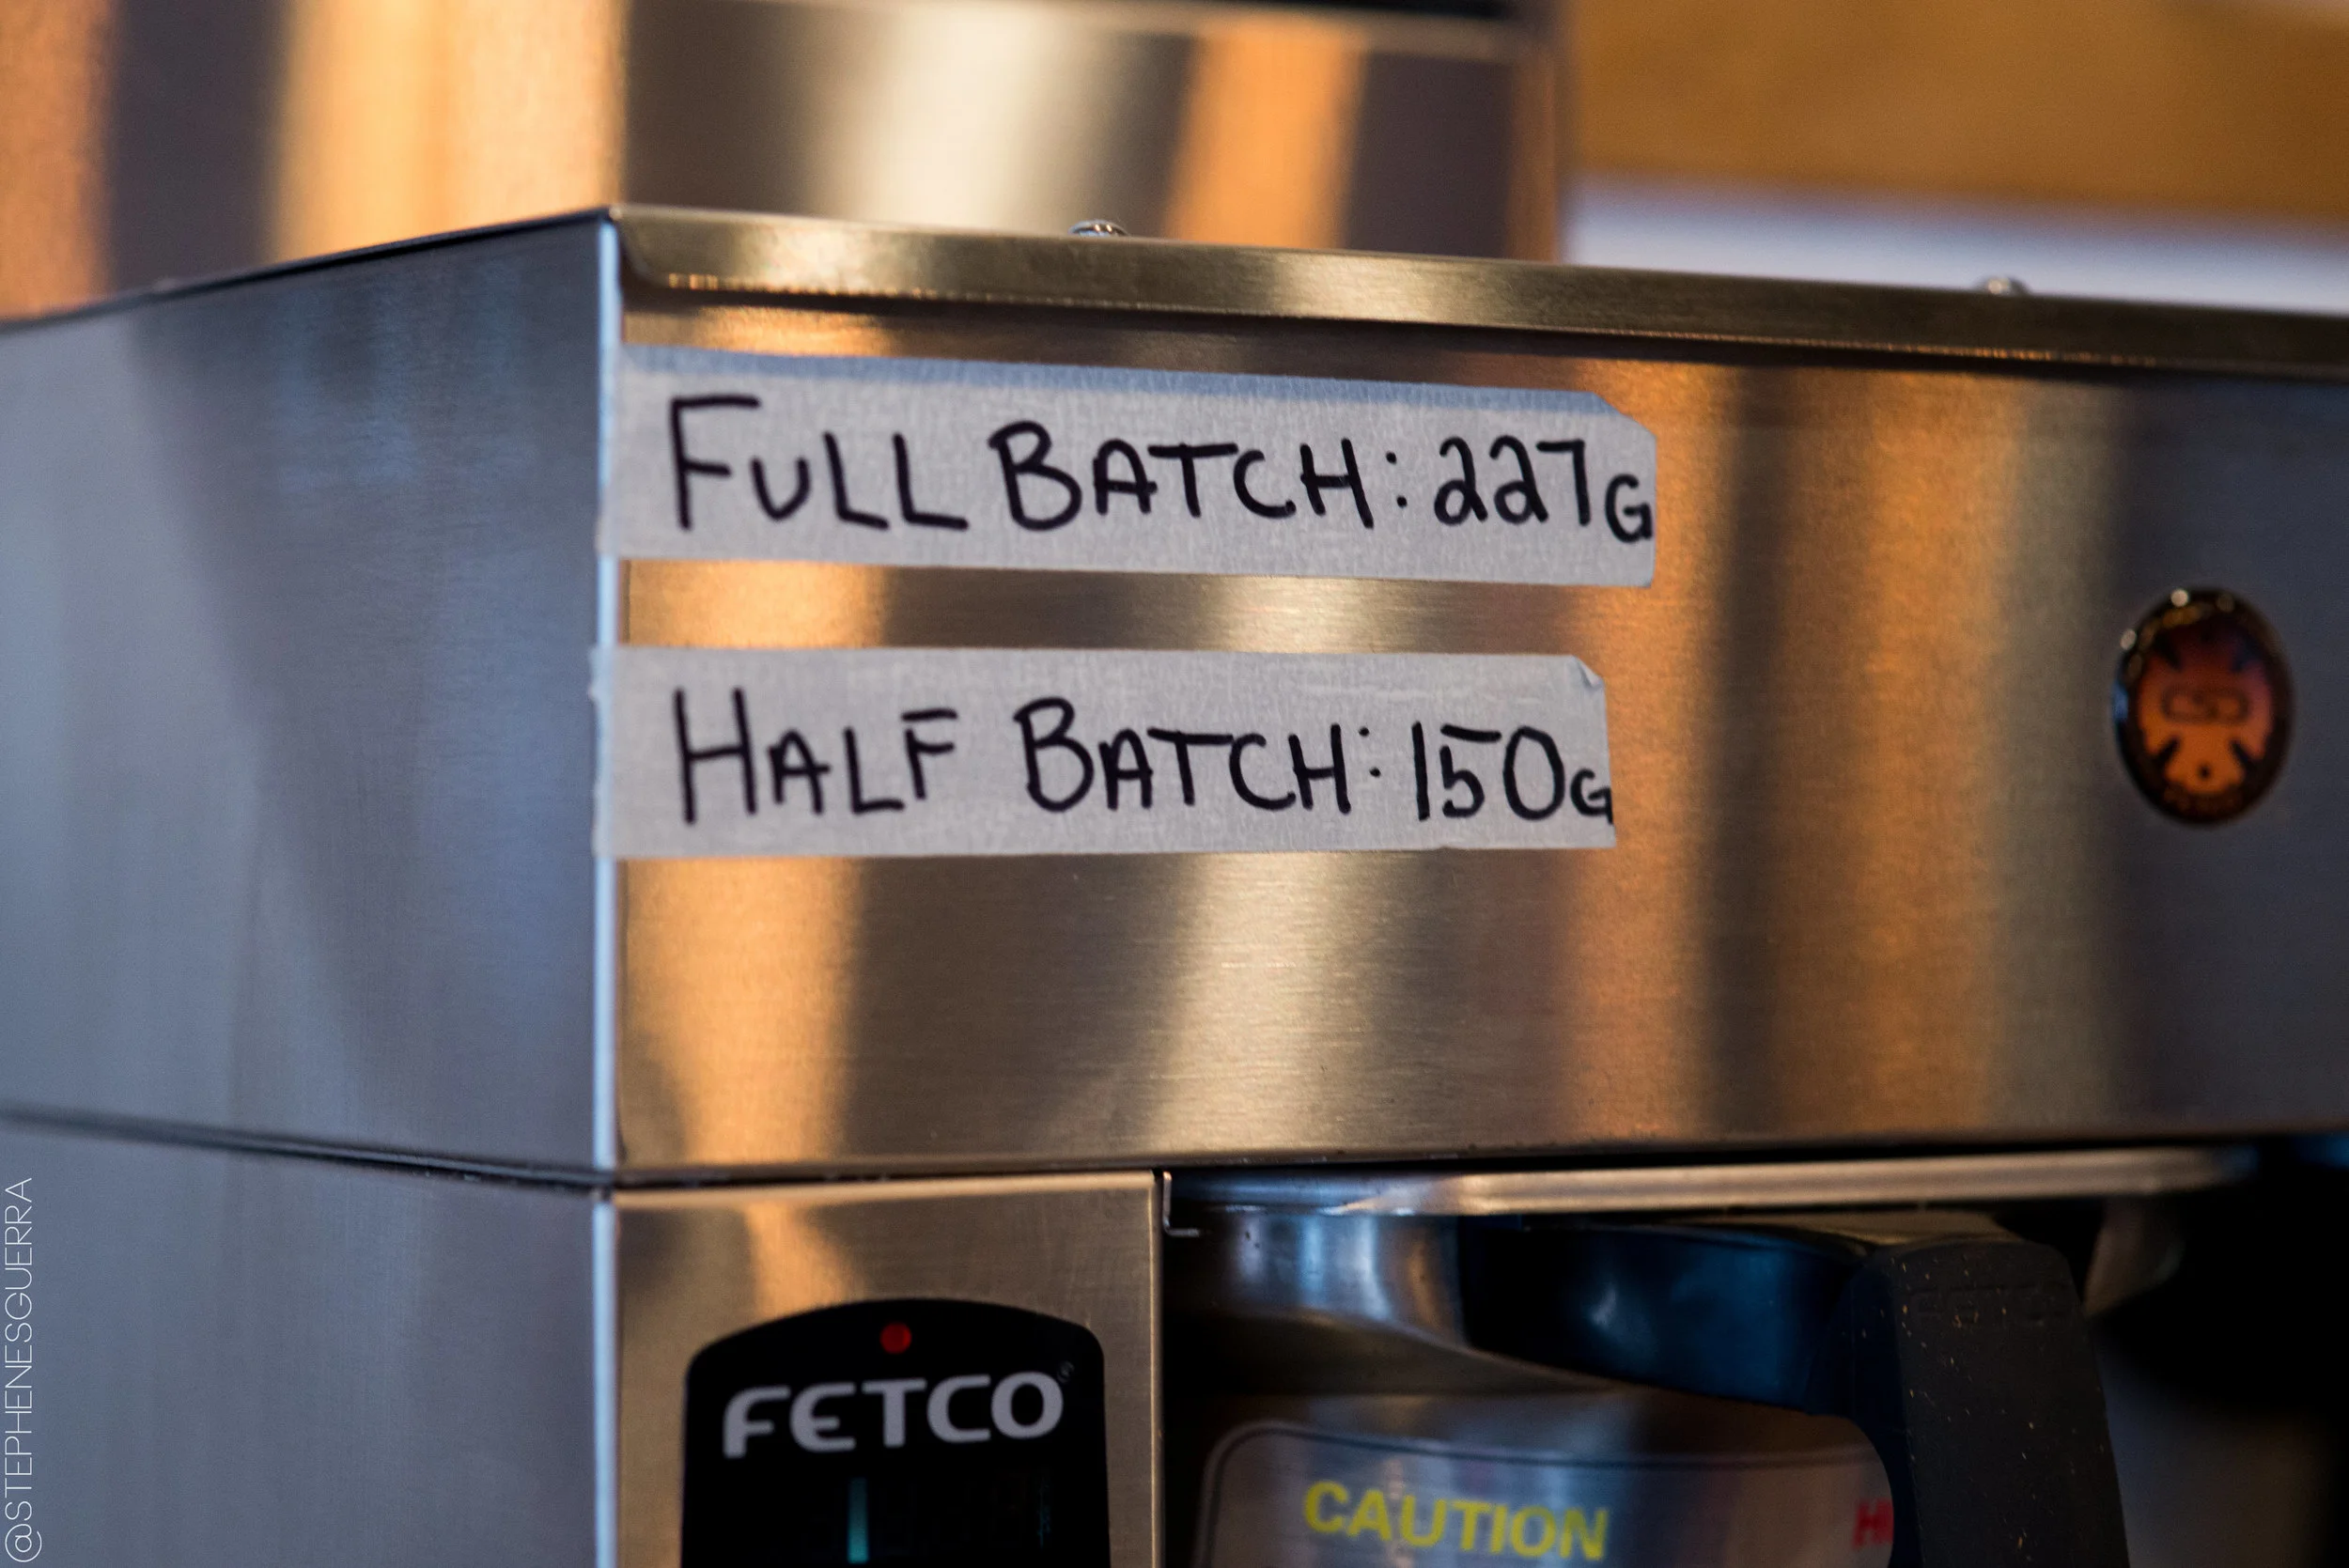 FULL BATCH: 227G
HALF BATCH: 150G
FETCO
CAUTION
@STEPHENESGUERRA